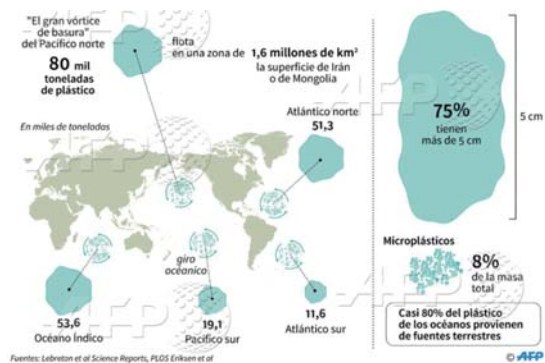 "El gran vórtice
de basura"
del Pacífico norte
80 mil
toneladas
de plástico
flota
en una zona de
1,6 millones de km²
la superficie de Irán
o de Mongolia
En miles de toneladas
Atlántico norte
51,3
giro
oceánico
53,6
Océano Índico
19,1
Pacífico sur
11,6
Atlántico sur
75%
tienen
más de 5 cm
5 cm
Microplásticos
8%
de la masa
total
Casi 80% del plástico
de los océanos provienen
de fuentes terrestres
Fuentes: Lebreton et al Science Reports, PLOS Eriksen et al
© AFP